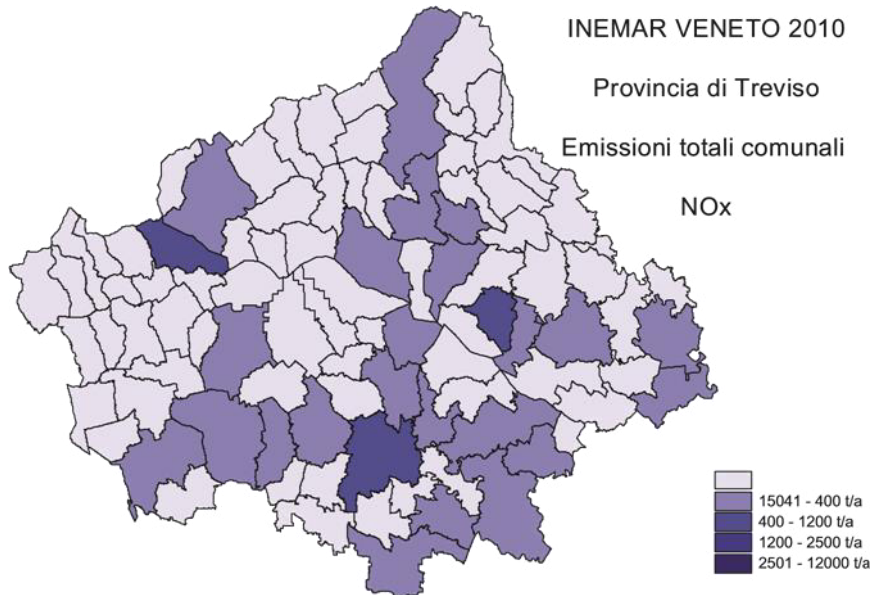 INEMAR VENETO 2010
Provincia di Treviso
Emissioni totali comunali
NOx
15041 - 400 t/a
400 - 1200 t/a
1200 - 2500 t/a
2501 - 12000 t/a